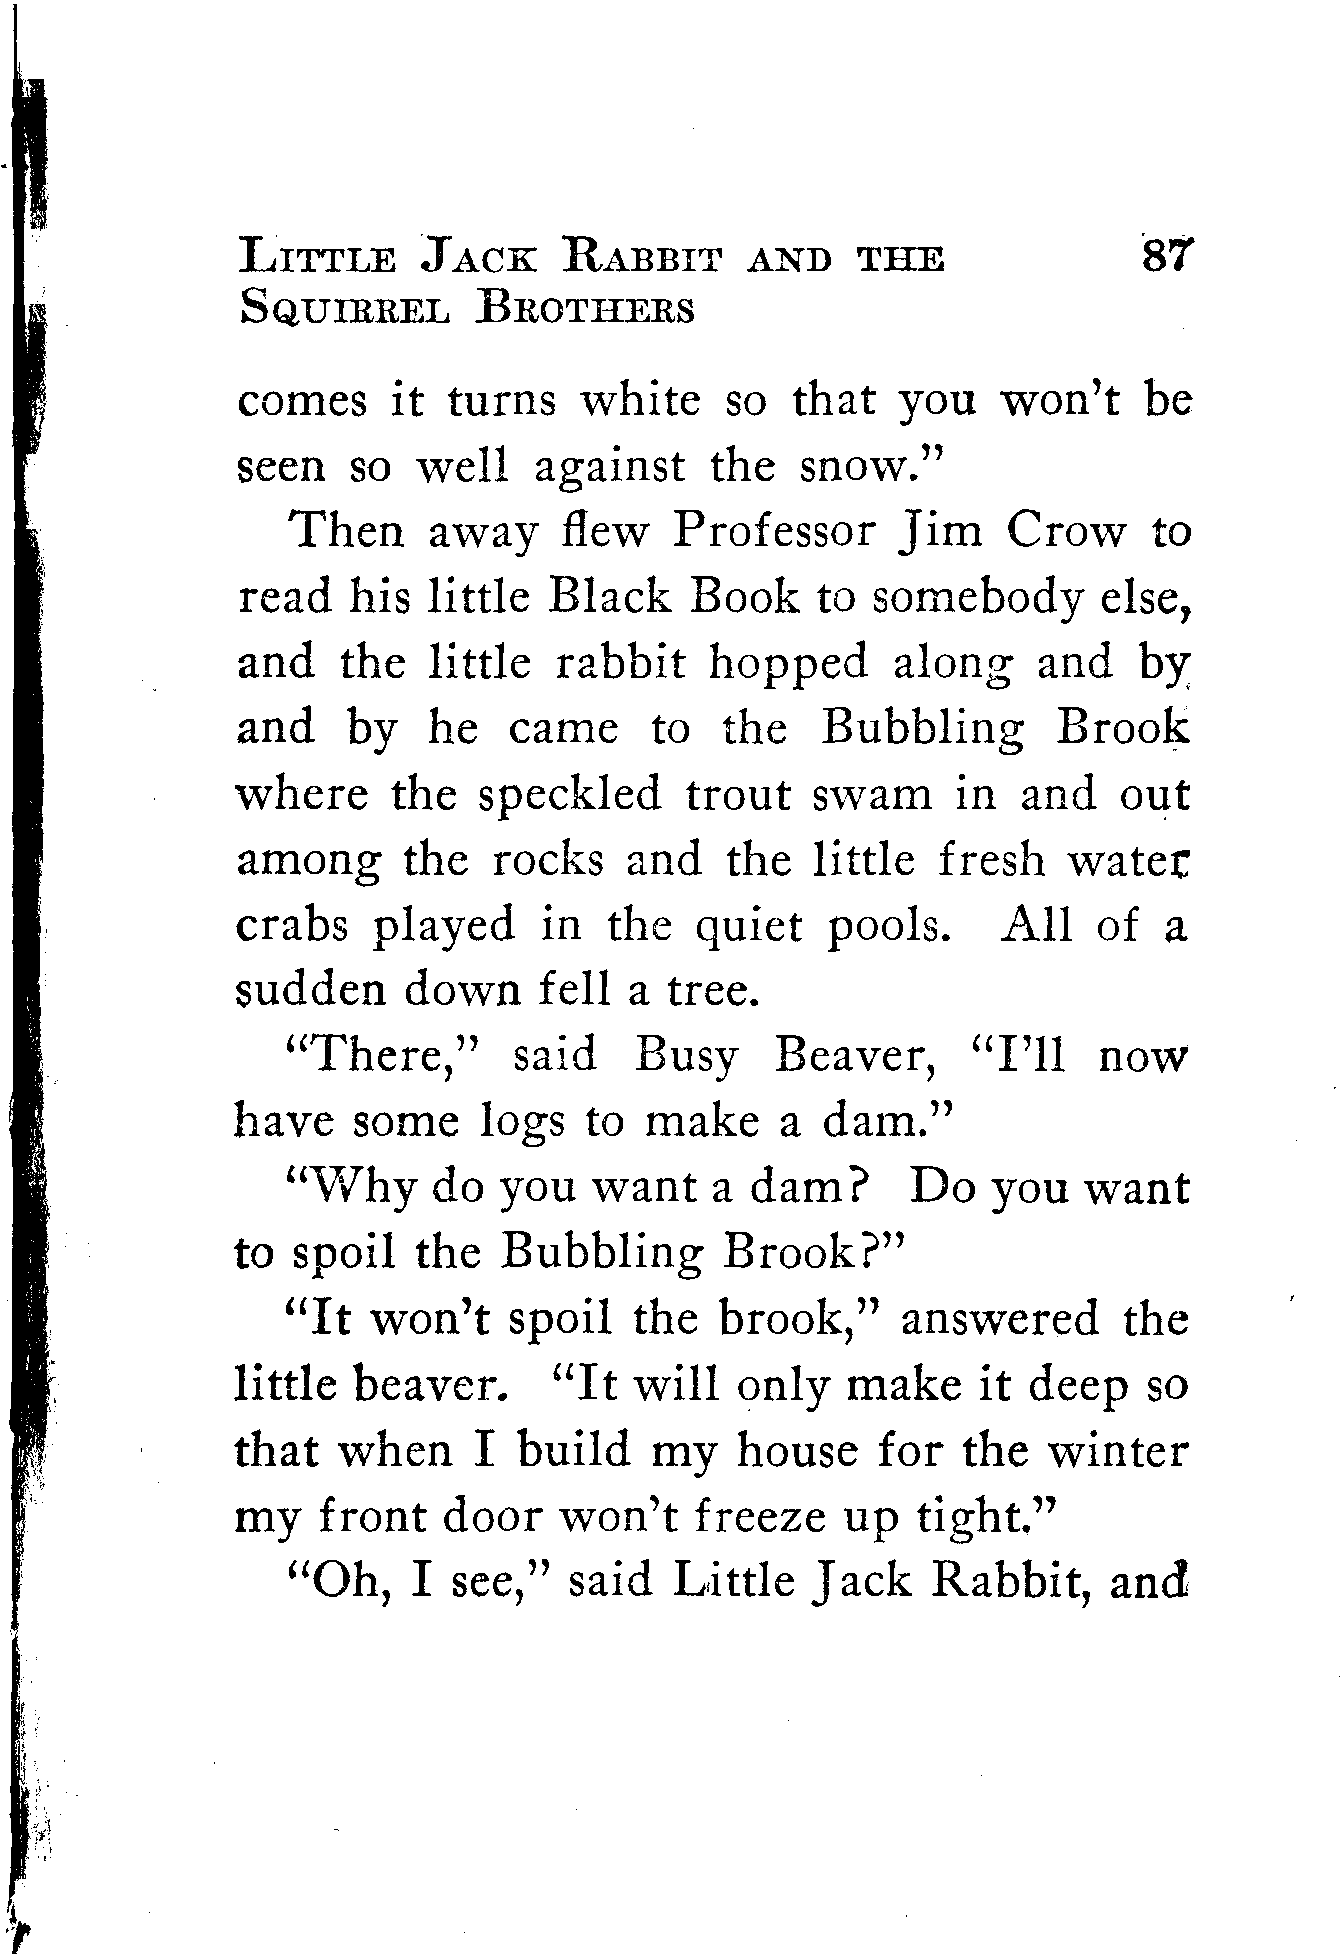 Little Jack Rabbit and the 87
Squirrel Brothers
comes it turns white so that you won't be
seen so well against the snow."
Then away flew Professor Jim Crow to
read his little Black Book to somebody else,
and the little rabbit hopped along and by
and by he came to the Bubbling Brook
where the speckled trout swam in and out
among the rocks and the little fresh water
crabs played in the quiet pools. All of a
sudden down fell a tree.
"There," said Busy Beaver, "I'll now
have some logs to make a dam."
"Why do you want a dam? Do you want
to spoil the Bubbling Brook?"
"It won't spoil the brook," answered the
little beaver. "It will only make it deep so
that when I build my house for the winter
my front door won't freeze up tight."
"Oh, I see," said Little Jack Rabbit, and